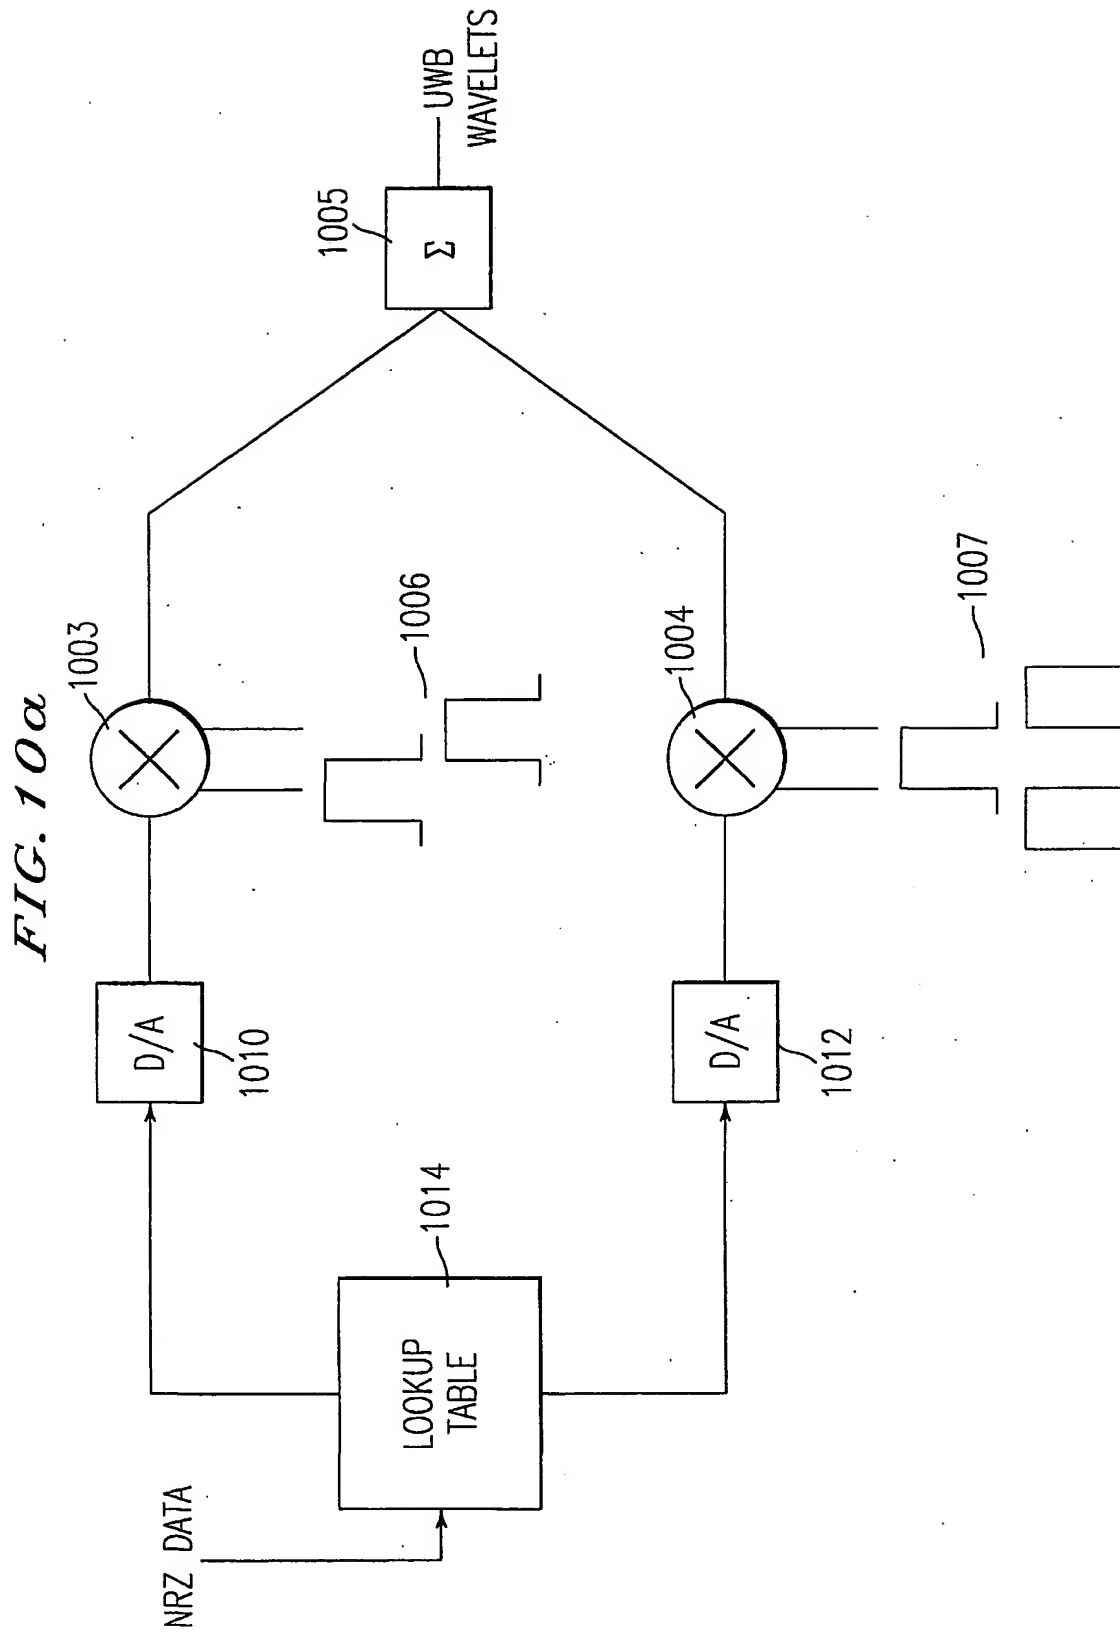 FIG. 10a
NRZ DATA
LOOKUP
TABLE
1014
D/A
1010
D/A
1012
1003
1006
1004
1007
Σ
1005
UWB
WAVELETS